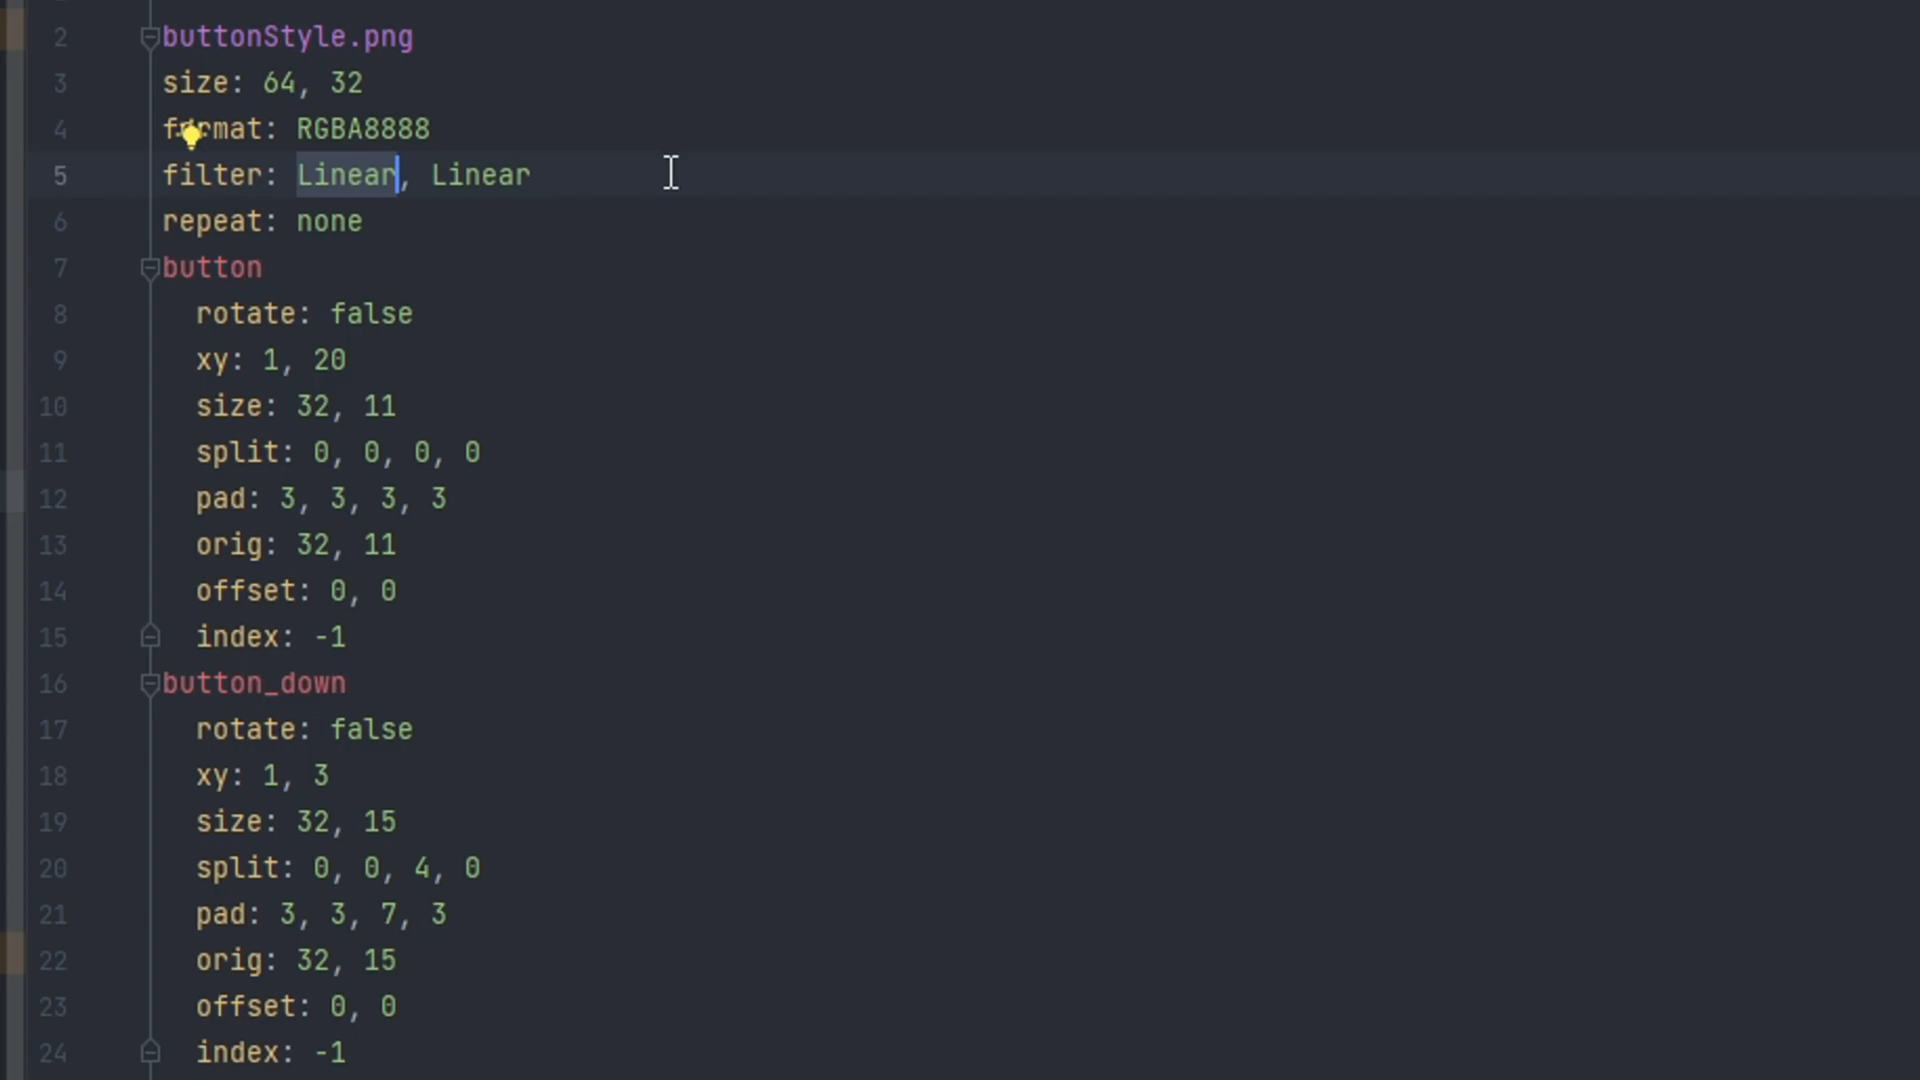 2 buttonStyle.png
3 size: 64, 32
4 format: RGBA8888
5 filter: Linear, Linear
6 repeat: none
7 button
8 rotate: false
9 xy: 1, 20
10 size: 32, 11
11 split: 0, 0, 0, 0
12 pad: 3, 3, 3, 3
13 orig: 32, 11
14 offset: 0, 0
15 index: -1
16 button_down
17 rotate: false
18 xy: 1, 3
19 size: 32, 15
20 split: 0, 0, 4, 0
21 pad: 3, 3, 7, 3
22 orig: 32, 15
23 offset: 0, 0
24 index: -1